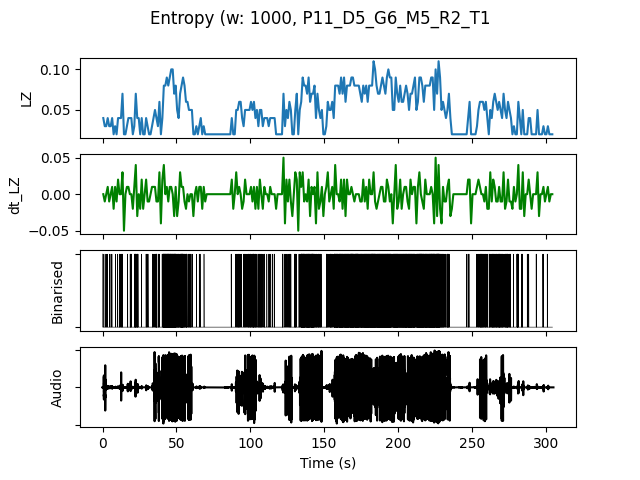 Entropy (w: 1000, P11_D5_G6_M5_R2_T1
0.10
0.05
LZ
0.05
0.00
−0.05
dt_LZ
Binarised
Audio
0 50 100 150 200 250 300
Time (s)